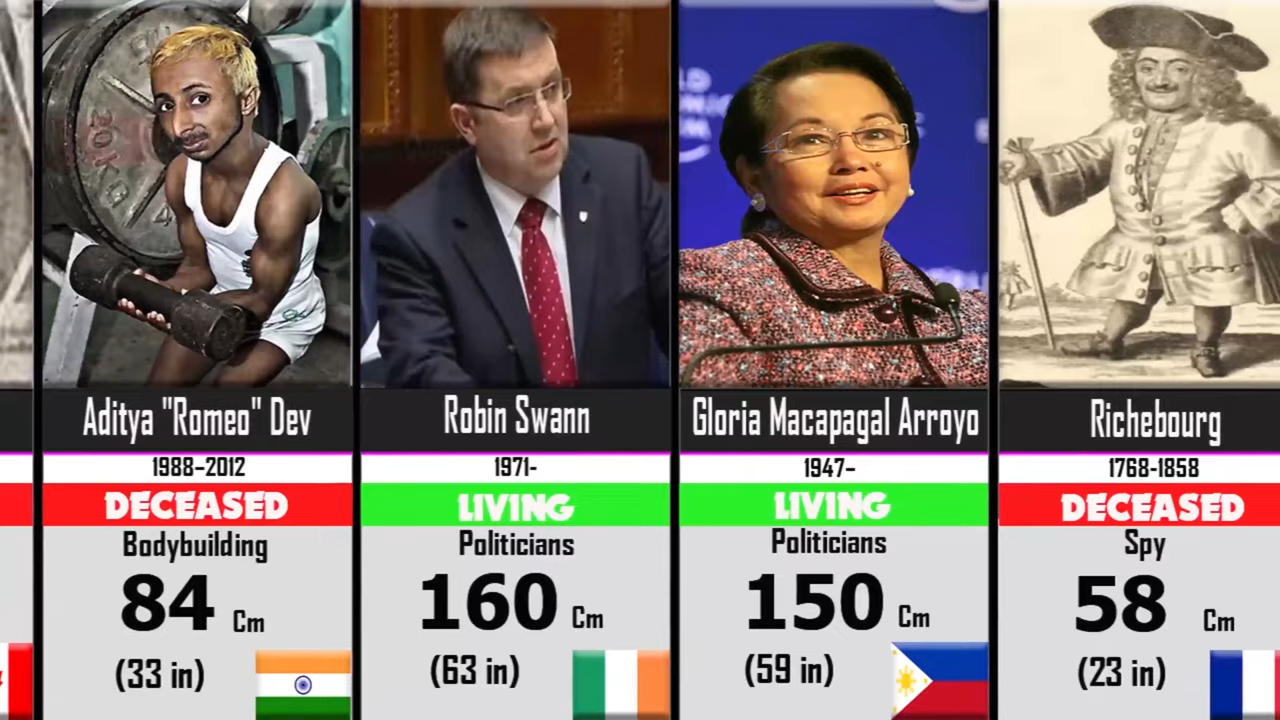 20KG
Aditya "Romeo" Dev
1988-2012
DECEASED
Bodybuilding
84 Cm
(33 in)
Robin Swann
1971-
LIVING
Politicians
160 Cm
(63 in)
Gloria Macapagal Arroyo
1947-
LIVING
Politicians
150 Cm
(59 in)
Richebourg
1768-1858
DECEASED
Spy
58 Cm
(23 in)